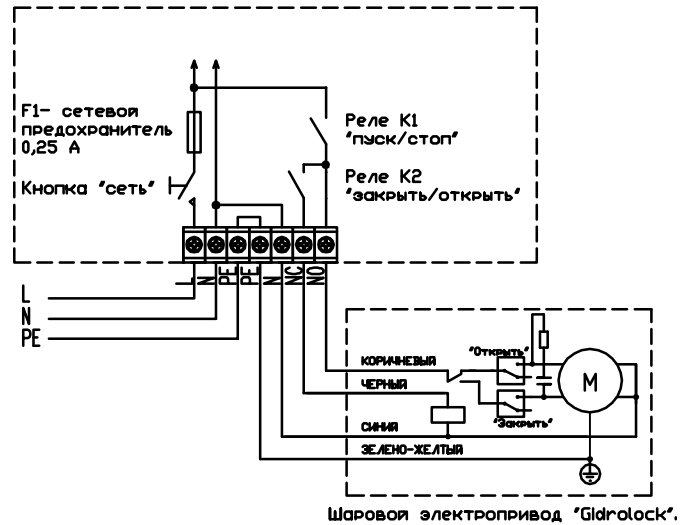 F1- сетевой
предохранитель
0,25 А
Реле К1
"пуск/стоп"
Реле К2
"закрыть/открыть"
Кнопка "сеть"
L N PE PE N NC NO
L
N
PE
КОРИЧНЕВЫЙ
"Открыть"
ЧЕРНЫЙ
М
СИНИЙ
"Закрыть"
ЗЕЛЕНО-ЖЕЛТЫЙ
Шаровой электропривод "Gidrolock".